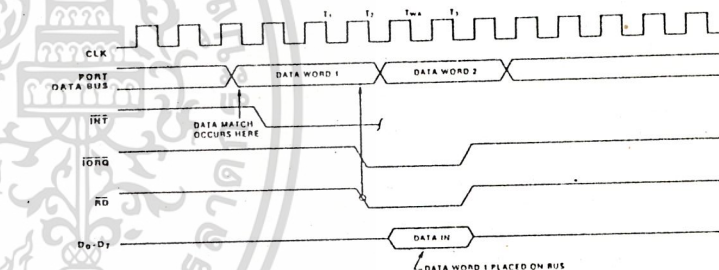 T₁ T₂ TWA T₃
CLK
PORT
DATA BUS
DATA WORD 1 DATA WORD 2
INT
DATA MATCH
OCCURS HERE
IORQ
RD
D₀-D₇
DATA IN
DATA WORD 1 PLACED ON BUS